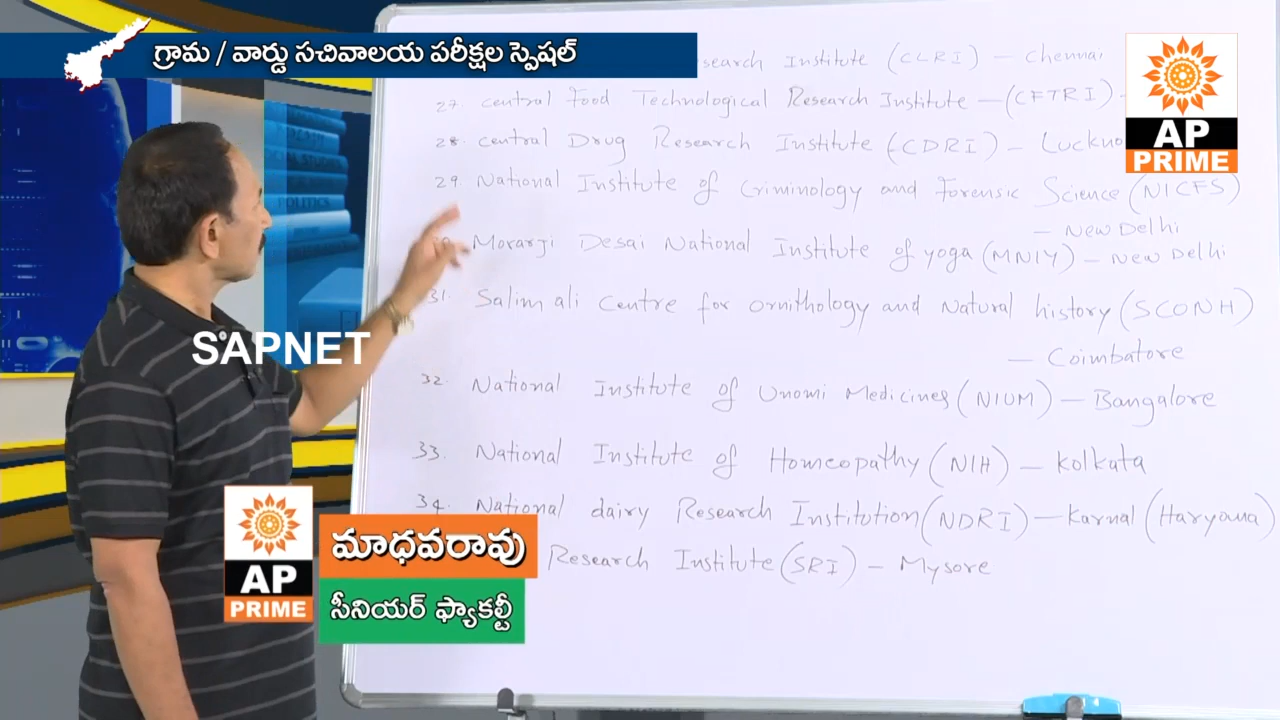 గ్రామ / వార్డు సచివాలయ పరీక్షల స్పెషల్
search Institute (CLRI) - Chennai
27. Central Food Technological Research Institute - (CFTRI) -
28. Central Drug Research Institute (CDRI) - Luckno
29. National Institute of Criminology and Forensic Science (NICFS)
- New Delhi
Morarji Desai National Institute of yoga (MNIY) - New Delhi
31. Salim ali Centre for Ornithology and Natural history (SCONH)
- Coimbatore
32. National Institute of Unomi Medicines (NIUM) - Bangalore
33. National Institute of Homeopathy (NIH) - Kolkata
34. National dairy Research Institution (NDRI) - Karnal (Haryana)
Research Institute (SRI) - Mysore
AP
PRIME
SAPNET
AP
PRIME
మాధవరావు
సీనియర్ ఫ్యాకల్టీ
POLITICS